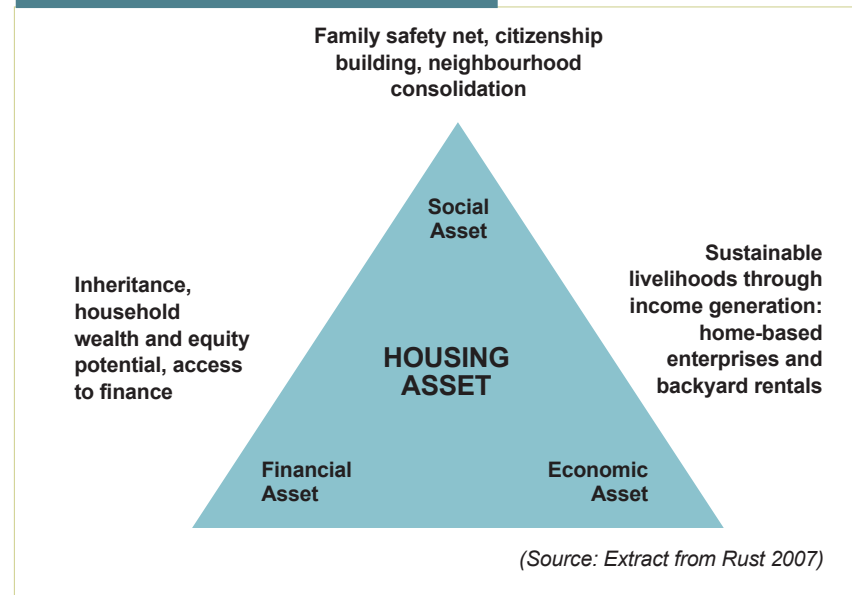 Family safety net, citizenship
building, neighbourhood
consolidation
Social
Asset
Inheritance,
household
wealth and equity
potential, access
to finance
Sustainable
livelihoods through
income generation:
home-based
enterprises and
backyard rentals
HOUSING
ASSET
Financial
Asset
Economic
Asset
(Source: Extract from Rust 2007)